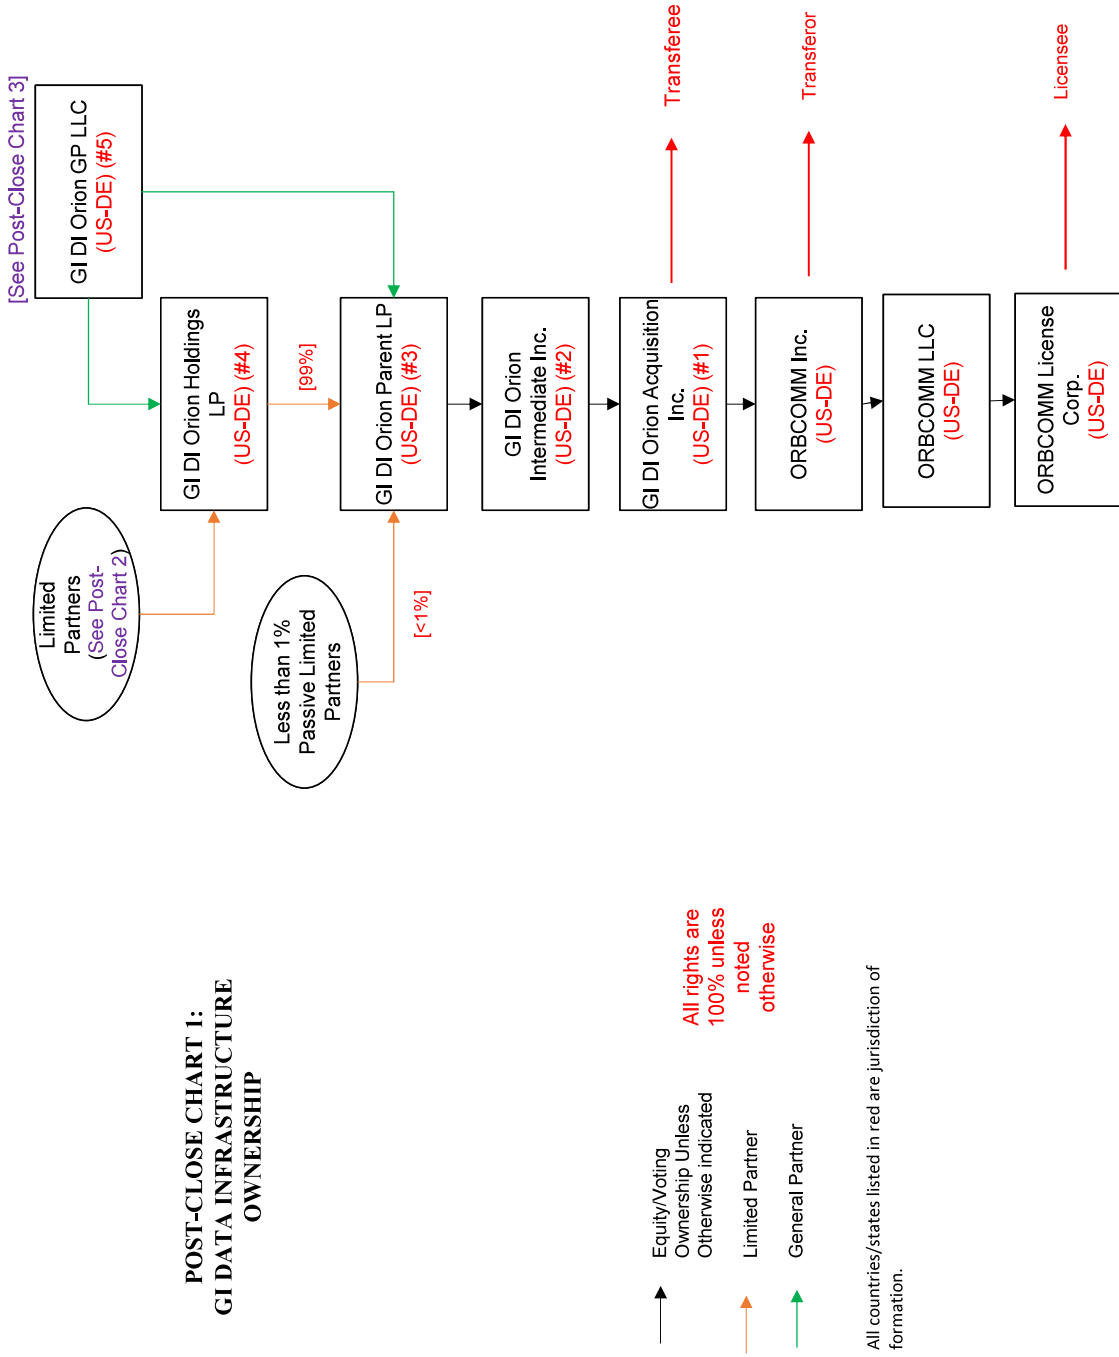 POST-CLOSE CHART 1:
GI DATA INFRASTRUCTURE
OWNERSHIP
[See Post-Close Chart 3]
GI DI Orion GP LLC
(US-DE) (#5)
Limited
Partners
(See Post-
Close Chart 2)
GI DI Orion Holdings
LP
(US-DE) (#4)
[99%]
Less than 1%
Passive Limited
Partners
[<1%]
GI DI Orion Parent LP
(US-DE) (#3)
GI DI Orion
Intermediate Inc.
(US-DE) (#2)
GI DI Orion Acquisition
Inc.
(US-DE) (#1)
Transferee
ORBCOMM Inc.
(US-DE)
Transferor
ORBCOMM LLC
(US-DE)
ORBCOMM License
Corp.
(US-DE)
Licensee
Equity/Voting
Ownership Unless
Otherwise indicated
Limited Partner
General Partner
All rights are
100% unless
noted
otherwise
All countries/states listed in red are jurisdiction of
formation.